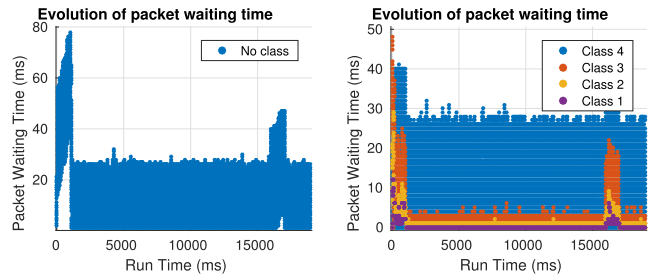 Evolution of packet waiting time
Packet Waiting Time (ms)
80
60
40
20
0
5000
10000
15000
Run Time (ms)
No class
Evolution of packet waiting time
Packet Waiting Time (ms)
50
40
30
20
10
0
0
5000
10000
15000
Run Time (ms)
Class 4
Class 3
Class 2
Class 1